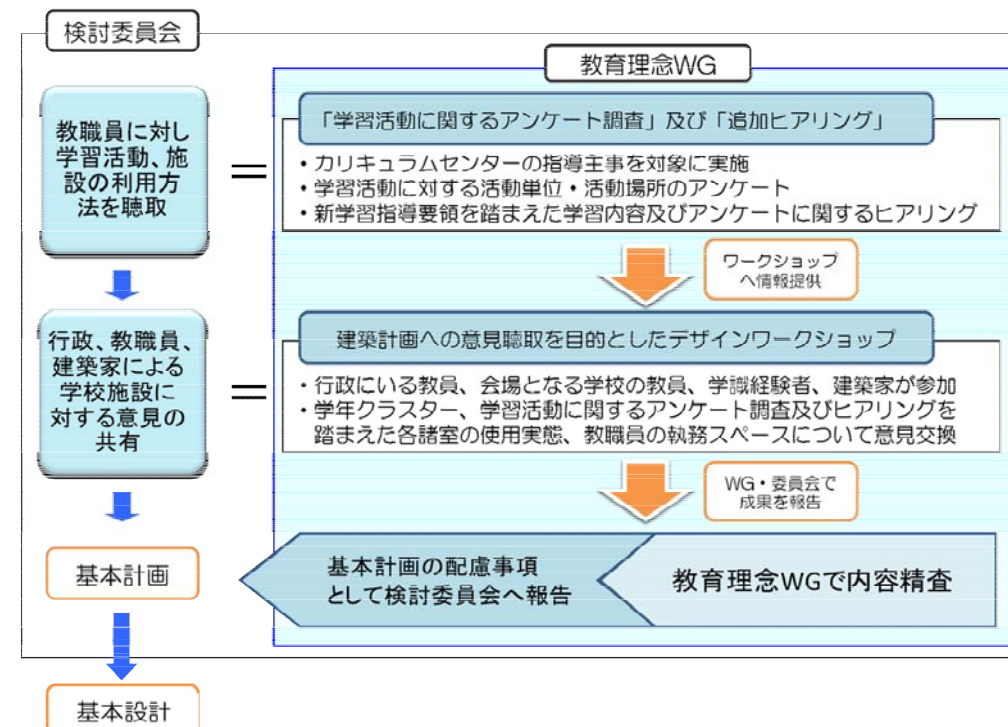 検討委員会
教育理念WG
教職員に対し
学習活動、施
設の利用方
法を聴取
＝
「学習活動に関するアンケート調査」及び「追加ヒアリング」
・カリキュラムセンターの指導主事を対象に実施
・学習活動に対する活動単位・活動場所のアンケート
・新学習指導要領を踏まえた学習内容及びアンケートに関するヒアリング
ワークショップ
へ情報提供
行政、教職員、
建築家による
学校施設に
対する意見の
共有
＝
建築計画への意見聴取を目的としたデザインワークショップ
・行政にいる教員、会場となる学校の教員、学識経験者、建築家が参加
・学年クラスター、学習活動に関するアンケート調査及びヒアリングを
踏まえた各諸室の使用実態、教職員の執務スペースについて意見交換
WG・委員会で
成果を報告
基本計画
基本計画の配慮事項
として検討委員会へ報告
教育理念WGで内容精査
基本設計